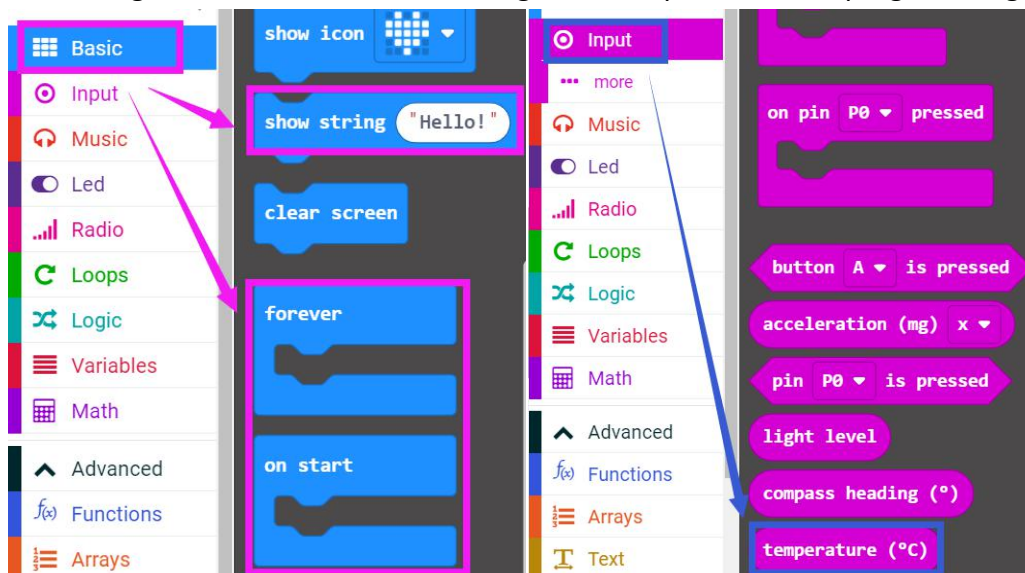 Basic
Input
Music
Led
Radio
Loops
Logic
Variables
Math
Advanced
f(x) Functions
Arrays
show icon
show string "Hello!"
clear screen
forever
on start
Input
more
Music
Led
Radio
Loops
Logic
Variables
Math
Advanced
f(x) Functions
Arrays
T Text
on pin P0 pressed
button A is pressed
acceleration (mg) x
pin P0 is pressed
light level
compass heading (°)
temperature (°C)